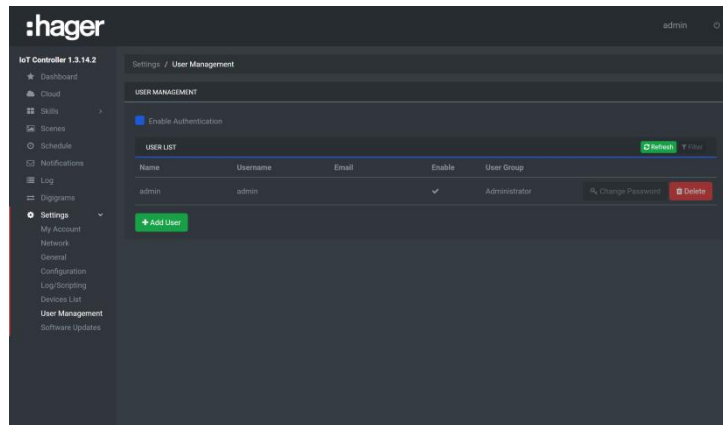 :hager
admin
IoT Controller 1.3.14.2
Dashboard
Cloud
Skills
Scenes
Schedule
Notifications
Log
Digigrams
Settings
My Account
Network
General
Configuration
Log/Scripting
Devices List
User Management
Software Updates
Settings / User Management
USER MANAGEMENT
Enable Authentication
USER LIST
Refresh
Filter
Name Username Email Enable User Group
admin admin Administrator Change Password Delete
Add User